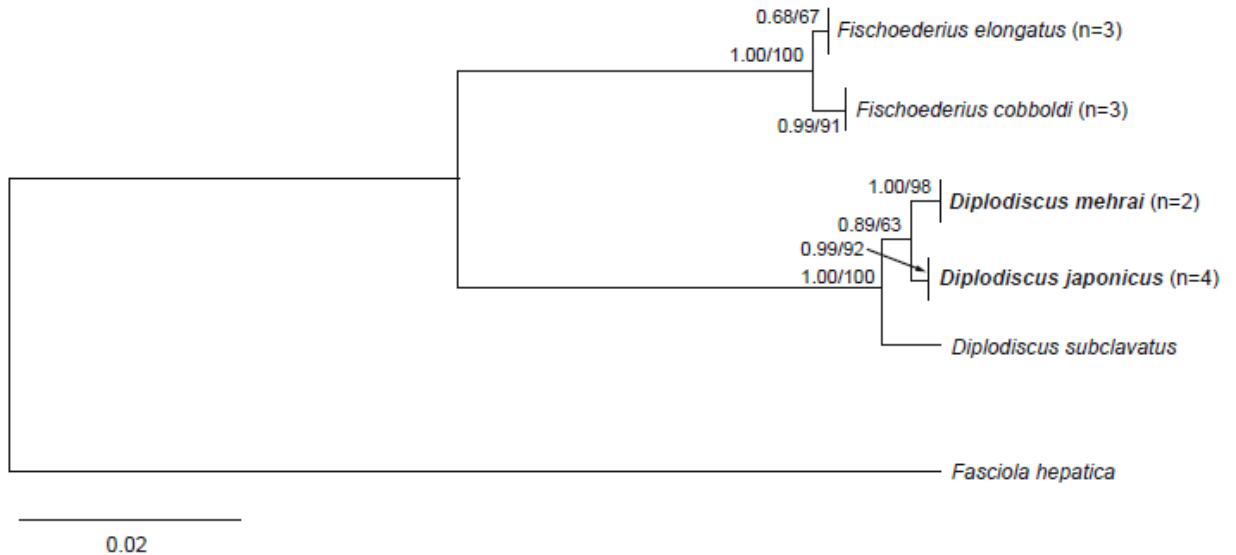 0.68/67
Fischoederius elongatus (n=3)
1.00/100
Fischoederius cobboldi (n=3)
0.99/91
1.00/98
Diplodiscus mehrai (n=2)
0.89/63
0.99/92
1.00/100
Diplodiscus japonicus (n=4)
Diplodiscus subclavatus
Fasciola hepatica
0.02